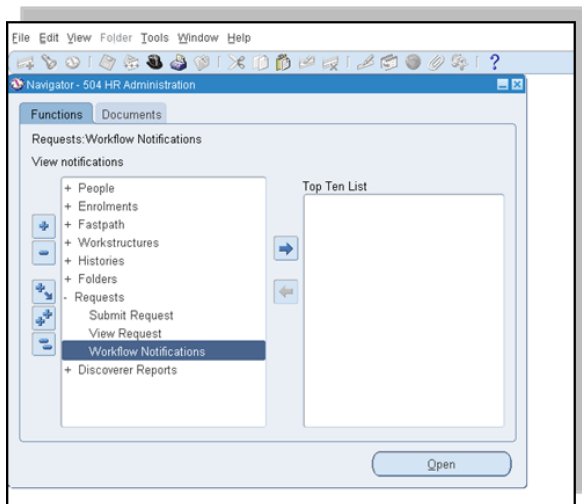 File Edit View Folder Tools Window Help
?
Navigator - 504 HR Administration
Functions Documents
Requests:Workflow Notifications
View notifications
+ People
+ Enrolments
+ Fastpath
+ Workstructures
+ Histories
+ Folders
- Requests
Submit Request
View Request
Workflow Notifications
+ Discoverer Reports
Top Ten List
Open